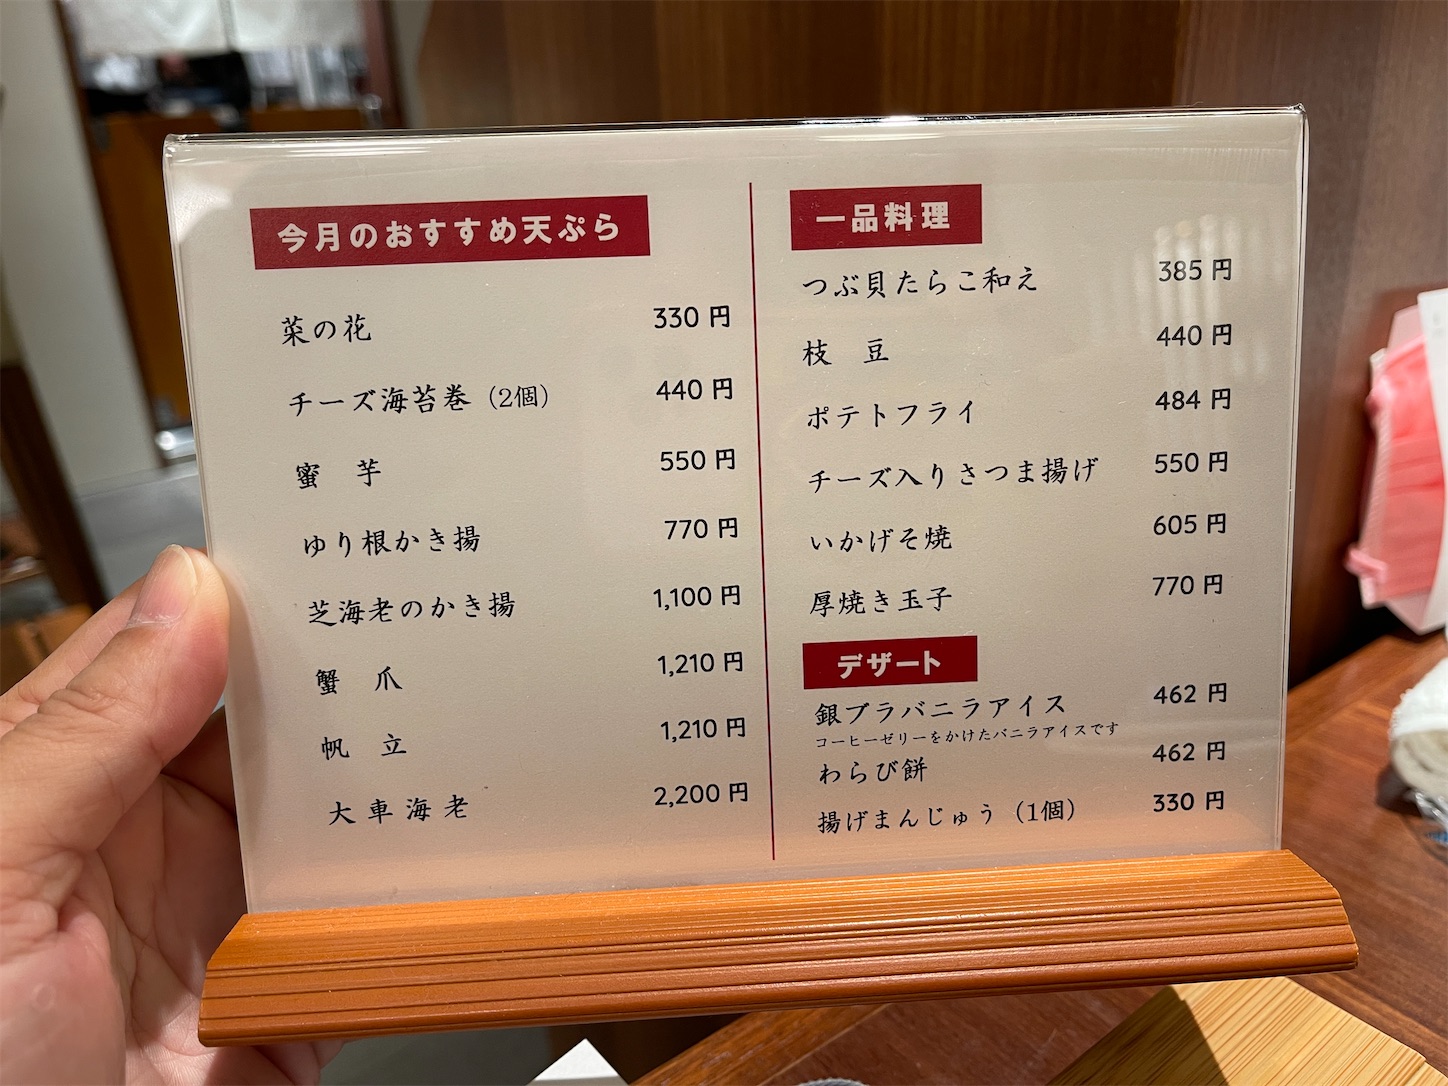 今月のおすすめ天ぷら
菜の花 330円
チーズ海苔巻（2個） 440円
蜜 芋 550円
ゆり根かき揚 770円
芝海老のかき揚 1,100円
蟹 爪 1,210円
帆 立 1,210円
大車海老 2,200円
一品料理
つぶ貝たらこ和え 385円
枝 豆 440円
ポテトフライ 484円
チーズ入りさつま揚げ 550円
いかげそ焼 605円
厚焼き玉子 770円
デザート
銀ブラバニラアイス 462円
コーヒーゼリーをかけたバニラアイスです
わらび餅 462円
揚げまんじゅう（1個） 330円